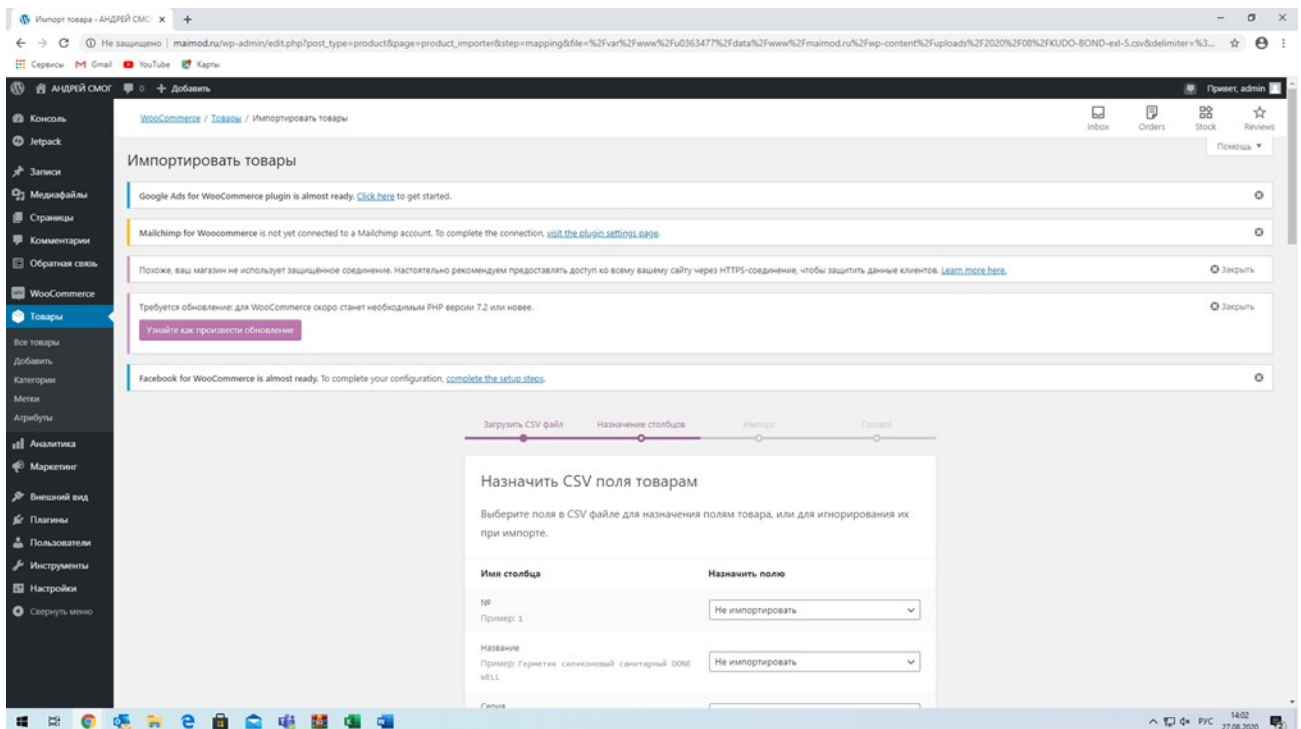 Импорт товара ‹ АНДРЕЙ СМО
Не защищено | maimod.ru/wp-admin/edit.php?post_type=product&page=product_importer&step=mapping&file=%2Fvar%2Fwww%2Fu0363477%2Fdata%2Fwww%2Fmaimod.ru%2Fwp-content%2Fuploads%2F2020%2F08%2FKUDO-BOND-exl-5.csv&delimiter=%3...
Сервисы Gmail YouTube Карты
АНДРЕЙ СМОГ 0 + Добавить Привет, admin
Консоль
Jetpack
Записи
Медиафайлы
Страницы
Комментарии
Обратная связь
WooCommerce
Товары
Все товары
Добавить
Категории
Метки
Атрибуты
Аналитика
Маркетинг
Внешний вид
Плагины
Пользователи
Инструменты
Настройки
Свернуть меню
WooCommerce / Товары / Импортировать товары
Inbox Orders Stock Reviews
Помощь
Импортировать товары
Google Ads for WooCommerce plugin is almost ready. Click here to get started.
Mailchimp for Woocommerce is not yet connected to a Mailchimp account. To complete the connection, visit the plugin settings page.
Похоже, ваш магазин не использует защищённое соединение. Настоятельно рекомендуем предоставлять доступ ко всему вашему сайту через HTTPS-соединение, чтобы защитить данные клиентов. Learn more here. Закрыть
Требуется обновление: для WooCommerce скоро станет необходимым PHP версии 7.2 или новее. Закрыть
Узнайте как произвести обновление
Facebook for WooCommerce is almost ready. To complete your configuration, complete the setup steps.
Загрузить CSV файл Назначение столбцов Импорт Готово!
Назначить CSV поля товарам
Выберите поля в CSV файле для назначения полям товара, или для игнорирования их
при импорте.
Имя столбца Назначить полю
№ Не импортировать
Пример: 1
Название Не импортировать
Пример: Герметик силиконовый санитарный DONE
WELL
Серия
РУС 14:02
27.08.2020